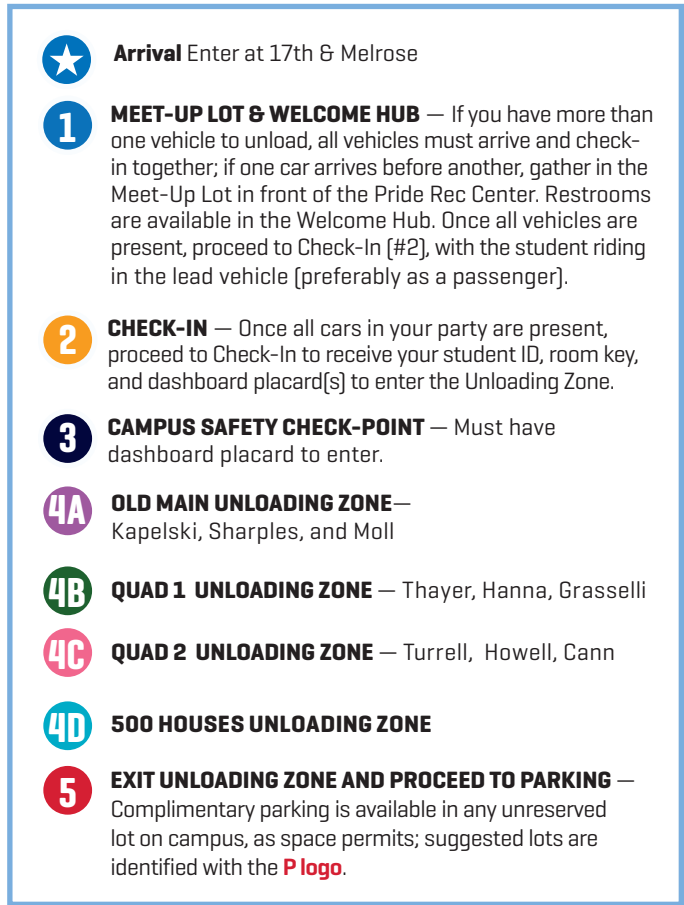 Arrival Enter at 17th & Melrose
1 MEET-UP LOT & WELCOME HUB — If you have more than
one vehicle to unload, all vehicles must arrive and check-
in together; if one car arrives before another, gather in the
Meet-Up Lot in front of the Pride Rec Center. Restrooms
are available in the Welcome Hub. Once all vehicles are
present, proceed to Check-In (#2), with the student riding
in the lead vehicle (preferably as a passenger).
2 CHECK-IN — Once all cars in your party are present,
proceed to Check-In to receive your student ID, room key,
and dashboard placard(s) to enter the Unloading Zone.
3 CAMPUS SAFETY CHECK-POINT — Must have
dashboard placard to enter.
4A OLD MAIN UNLOADING ZONE—
Kapelski, Sharples, and Moll
4B QUAD 1 UNLOADING ZONE — Thayer, Hanna, Grasselli
4C QUAD 2 UNLOADING ZONE — Turrell, Howell, Cann
4D 500 HOUSES UNLOADING ZONE
5 EXIT UNLOADING ZONE AND PROCEED TO PARKING —
Complimentary parking is available in any unreserved
lot on campus, as space permits; suggested lots are
identified with the P logo.